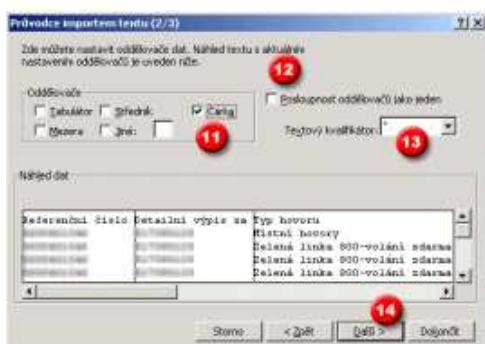 Průvodce importem textu (2/3)
Zde můžete nastavit oddělovače dat. Náhled textu s aktuálním
nastavením oddělovačů je uveden níže.
12
Oddělovače
Tabulátor Středník Čárka
Mezera Jiné:
11
Posloupnost oddělovačů jako jeden
Textový kvalifikátor: "
13
Náhled dat
Referenční číslo Detailní výpis za Typ hovoru
Místní hovory
Zelená linka 800-volání zdarma
Zelená linka 800-volání zdarma
Zelená linka 800-volání zdarma
14
Storno < Zpět Další > Dokončit